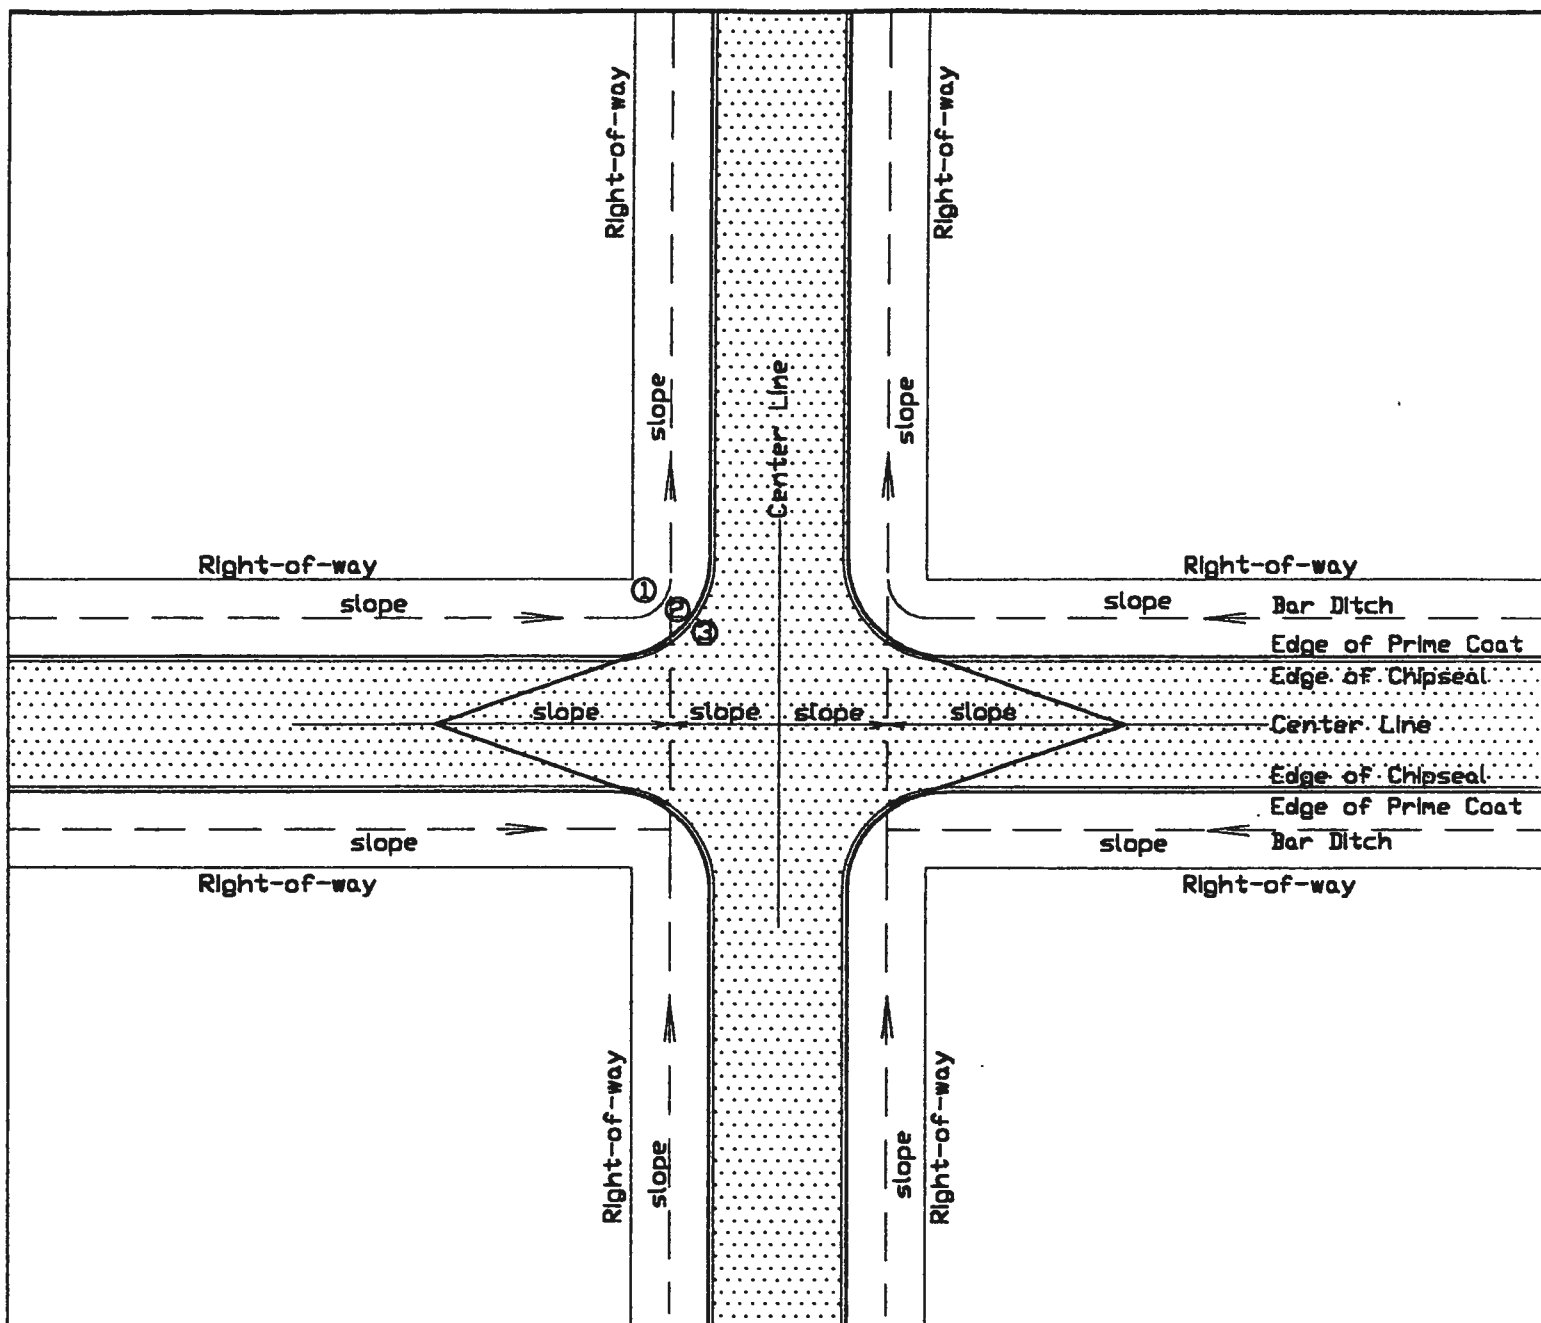 Right-of-way
Right-of-way
slope
Center Line
slope
Right-of-way
Right-of-way
①
slope
slope
Bar Ditch
②
③
Edge of Prime Coat
Edge of Chipseal
slope
slope
slope
slope
Center Line
Edge of Chipseal
Edge of Prime Coat
slope
slope
Bar Ditch
Right-of-way
Right-of-way
Right-of-way
slope
slope
Right-of-way